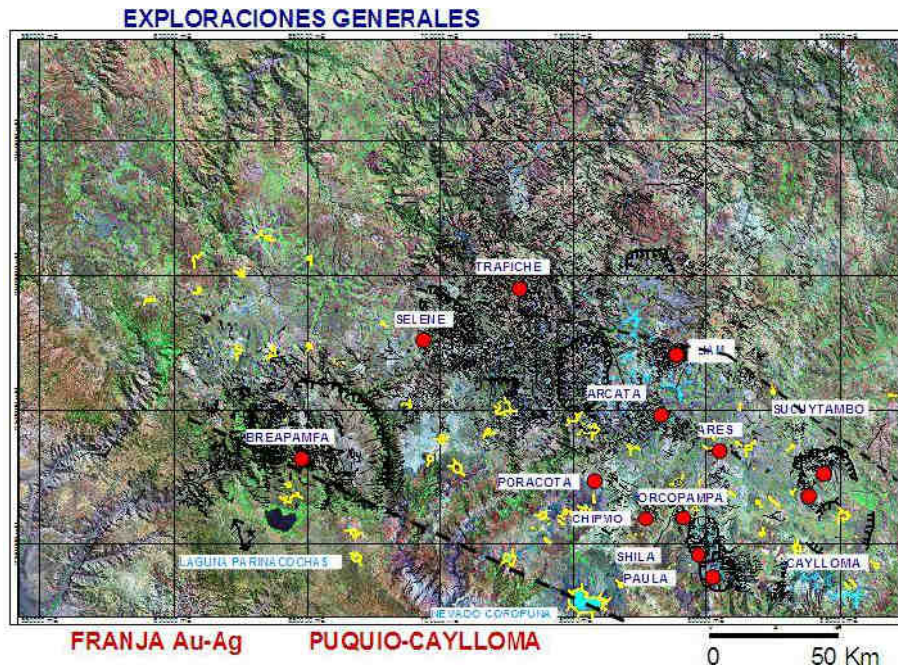 EXPLORACIONES GENERALES
TRAFICHE
SELENE
ARCATA
SUCUYTAMBO
ARES
BREAPAMPA
PORACOTA
ORCOPAMPA
CHIPMO
SHILA
CAYLLOMA
LAGUNA PARINACOCHAS
PAULA
NEVADO COROPUNA
FRANJA Au-Ag PUQUIO-CAYLLOMA
0 50 Km